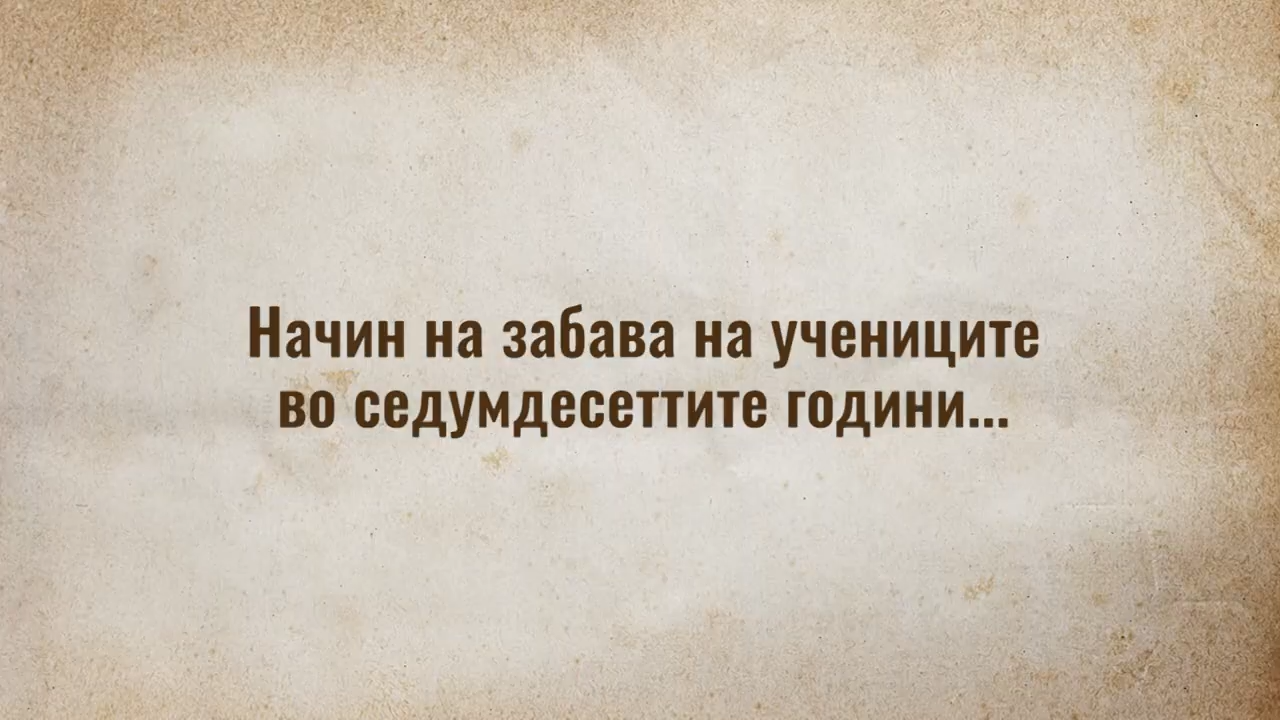 Начин на забава на учениците
во седумдесеттите години...